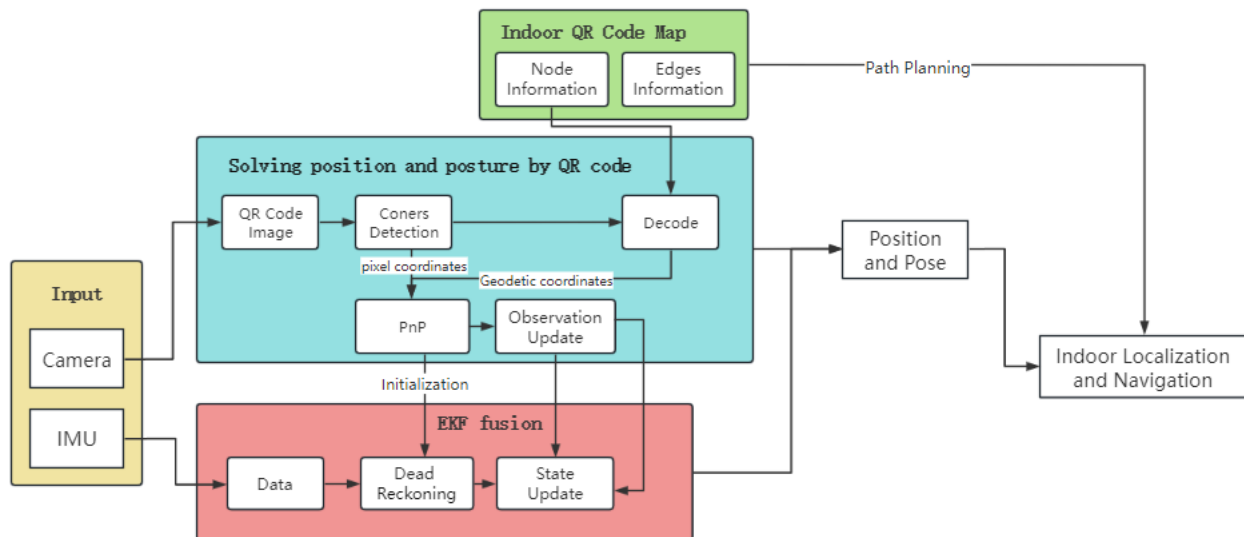 Indoor QR Code Map
Node
Information
Edges
Information
Path Planning
Solving position and posture by QR code
QR Code
Image
Coners
Detection
Decode
pixel coordinates
Geodetic coordinates
PnP
Observation
Update
Position
and Pose
Input
Camera
IMU
Initialization
EKF fusion
Data
Dead
Reckoning
State
Update
Indoor Localization
and Navigation